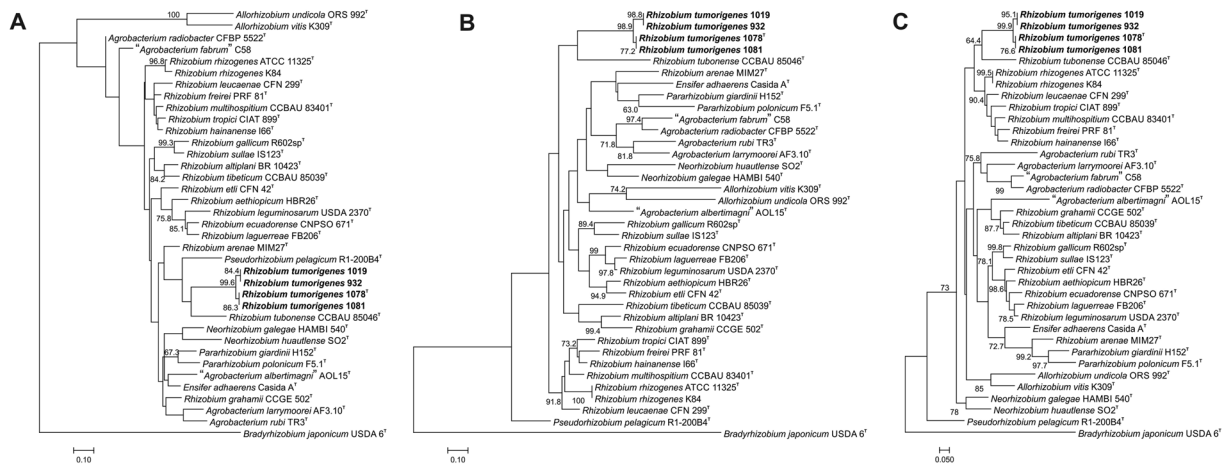 A
100
Allorhizobium undicola ORS 992T
Allorhizobium vitis K309T
Agrobacterium radiobacter CFBP 5522T
“Agrobacterium fabrum” C58
96.8
Rhizobium rhizogenes ATCC 11325T
Rhizobium rhizogenes K84
Rhizobium leucaenae CFN 299T
Rhizobium freirei PRF 81T
Rhizobium multihospitium CCBAU 83401T
Rhizobium tropici CIAT 899T
Rhizobium hainanense I66T
99.3
Rhizobium gallicum R602spT
Rhizobium sullae IS123T
Rhizobium altiplani BR 10423T
84.2
Rhizobium tibeticum CCBAU 85039T
Rhizobium etli CFN 42T
Rhizobium aethiopicum HBR26T
75.8
Rhizobium leguminosarum USDA 2370T
85.1
Rhizobium ecuadorense CNPSO 671T
Rhizobium laguerreae FB206T
Rhizobium arenae MIM27T
Pseudorhizobium pelagicum R1-200B4T
84.4
Rhizobium tumorigenes 1019
99.6
Rhizobium tumorigenes 932
Rhizobium tumorigenes 1078T
86.3
Rhizobium tumorigenes 1081
Rhizobium tubonense CCBAU 85046T
Neorhizobium galegae HAMBI 540T
Neorhizobium huautlense SO2T
67.3
Pararhizobium giardinii H152T
Pararhizobium polonicum F5.1T
“Agrobacterium albertimagni” AOL15T
Ensifer adhaerens Casida AT
Rhizobium grahamii CCGE 502T
Agrobacterium larrymoorei AF3.10T
Agrobacterium rubi TR3T
Bradyrhizobium japonicum USDA 6T
0.10
B
98.8
Rhizobium tumorigenes 1019
98.9
Rhizobium tumorigenes 932
Rhizobium tumorigenes 1078T
77.2
Rhizobium tumorigenes 1081
Rhizobium tubonense CCBAU 85046T
Rhizobium arenae MIM27T
Ensifer adhaerens Casida AT
Pararhizobium giardinii H152T
63.0
Pararhizobium polonicum F5.1T
97.4
“Agrobacterium fabrum” C58
Agrobacterium radiobacter CFBP 5522T
71.8
Agrobacterium rubi TR3T
81.8
Agrobacterium larrymoorei AF3.10T
Neorhizobium huautlense SO2T
Neorhizobium galegae HAMBI 540T
74.2
Allorhizobium vitis K309T
Allorhizobium undicola ORS 992T
“Agrobacterium albertimagni” AOL15T
89.4
Rhizobium gallicum R602spT
Rhizobium sullae IS123T
99
Rhizobium ecuadorense CNPSO 671T
Rhizobium laguerreae FB206T
97.8
Rhizobium leguminosarum USDA 2370T
Rhizobium aethiopicum HBR26T
94.9
Rhizobium etli CFN 42T
Rhizobium tibeticum CCBAU 85039T
Rhizobium altiplani BR 10423T
99.4
Rhizobium grahamii CCGE 502T
73.2
Rhizobium tropici CIAT 899T
Rhizobium freirei PRF 81T
Rhizobium hainanense I66T
Rhizobium multihospitium CCBAU 83401T
Rhizobium rhizogenes ATCC 11325T
100
Rhizobium rhizogenes K84
91.8
Rhizobium leucaenae CFN 299T
Pseudorhizobium pelagicum R1-200B4T
Bradyrhizobium japonicum USDA 6T
0.10
C
95.1
Rhizobium tumorigenes 1019
99.9
Rhizobium tumorigenes 932
64.4
Rhizobium tumorigenes 1078T
76.6
Rhizobium tumorigenes 1081
Rhizobium tubonense CCBAU 85046T
99.5
Rhizobium rhizogenes ATCC 11325T
Rhizobium rhizogenes K84
90.4
Rhizobium leucaenae CFN 299T
Rhizobium tropici CIAT 899T
Rhizobium multihospitium CCBAU 83401T
Rhizobium freirei PRF 81T
Rhizobium hainanense I66T
75.8
Agrobacterium rubi TR3T
Agrobacterium larrymoorei AF3.10T
“Agrobacterium fabrum” C58
99
Agrobacterium radiobacter CFBP 5522T
“Agrobacterium albertimagni” AOL15T
Rhizobium grahamii CCGE 502T
87.7
Rhizobium tibeticum CCBAU 85039T
Rhizobium altiplani BR 10423T
99.8
Rhizobium gallicum R602spT
78.1
Rhizobium sullae IS123T
Rhizobium etli CFN 42T
98.6
Rhizobium aethiopicum HBR26T
73
Rhizobium ecuadorense CNPSO 671T
Rhizobium laguerreae FB206T
78.5
Rhizobium leguminosarum USDA 2370T
Ensifer adhaerens Casida AT
72.7
Rhizobium arenae MIM27T
99.2
Pararhizobium giardinii H152T
97.7
Pararhizobium polonicum F5.1T
Allorhizobium undicola ORS 992T
85
Allorhizobium vitis K309T
Neorhizobium galegae HAMBI 540T
78
Neorhizobium huautlense SO2T
Pseudorhizobium pelagicum R1-200B4T
Bradyrhizobium japonicum USDA 6T
0.050